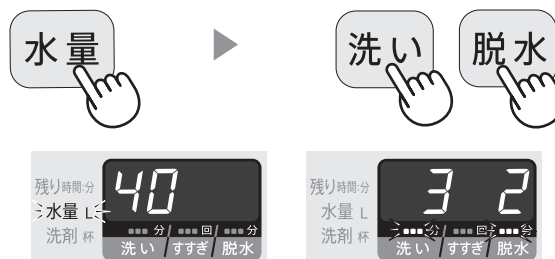 水量
洗い 脱水
残り時間:分
水量 L
洗剤 杯
40
分/ 回/ 分
洗い/すすぎ/脱水
残り時間:分
水量 L
洗剤 杯
3 2
分/ 回/ 分
洗い/すすぎ/脱水